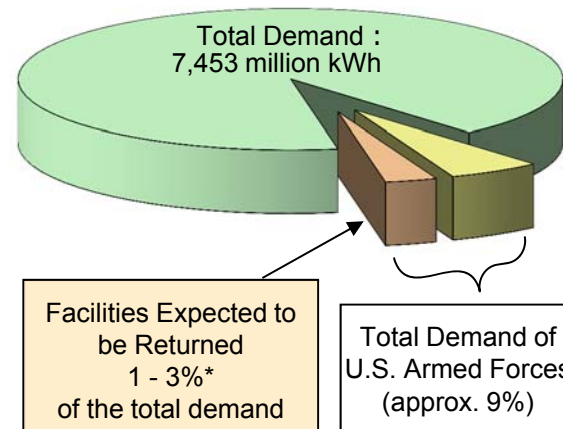 Total Demand :
7,453 million kWh
Facilities Expected to
be Returned
1 - 3%*
of the total demand
Total Demand of
U.S. Armed Forces
(approx. 9%)